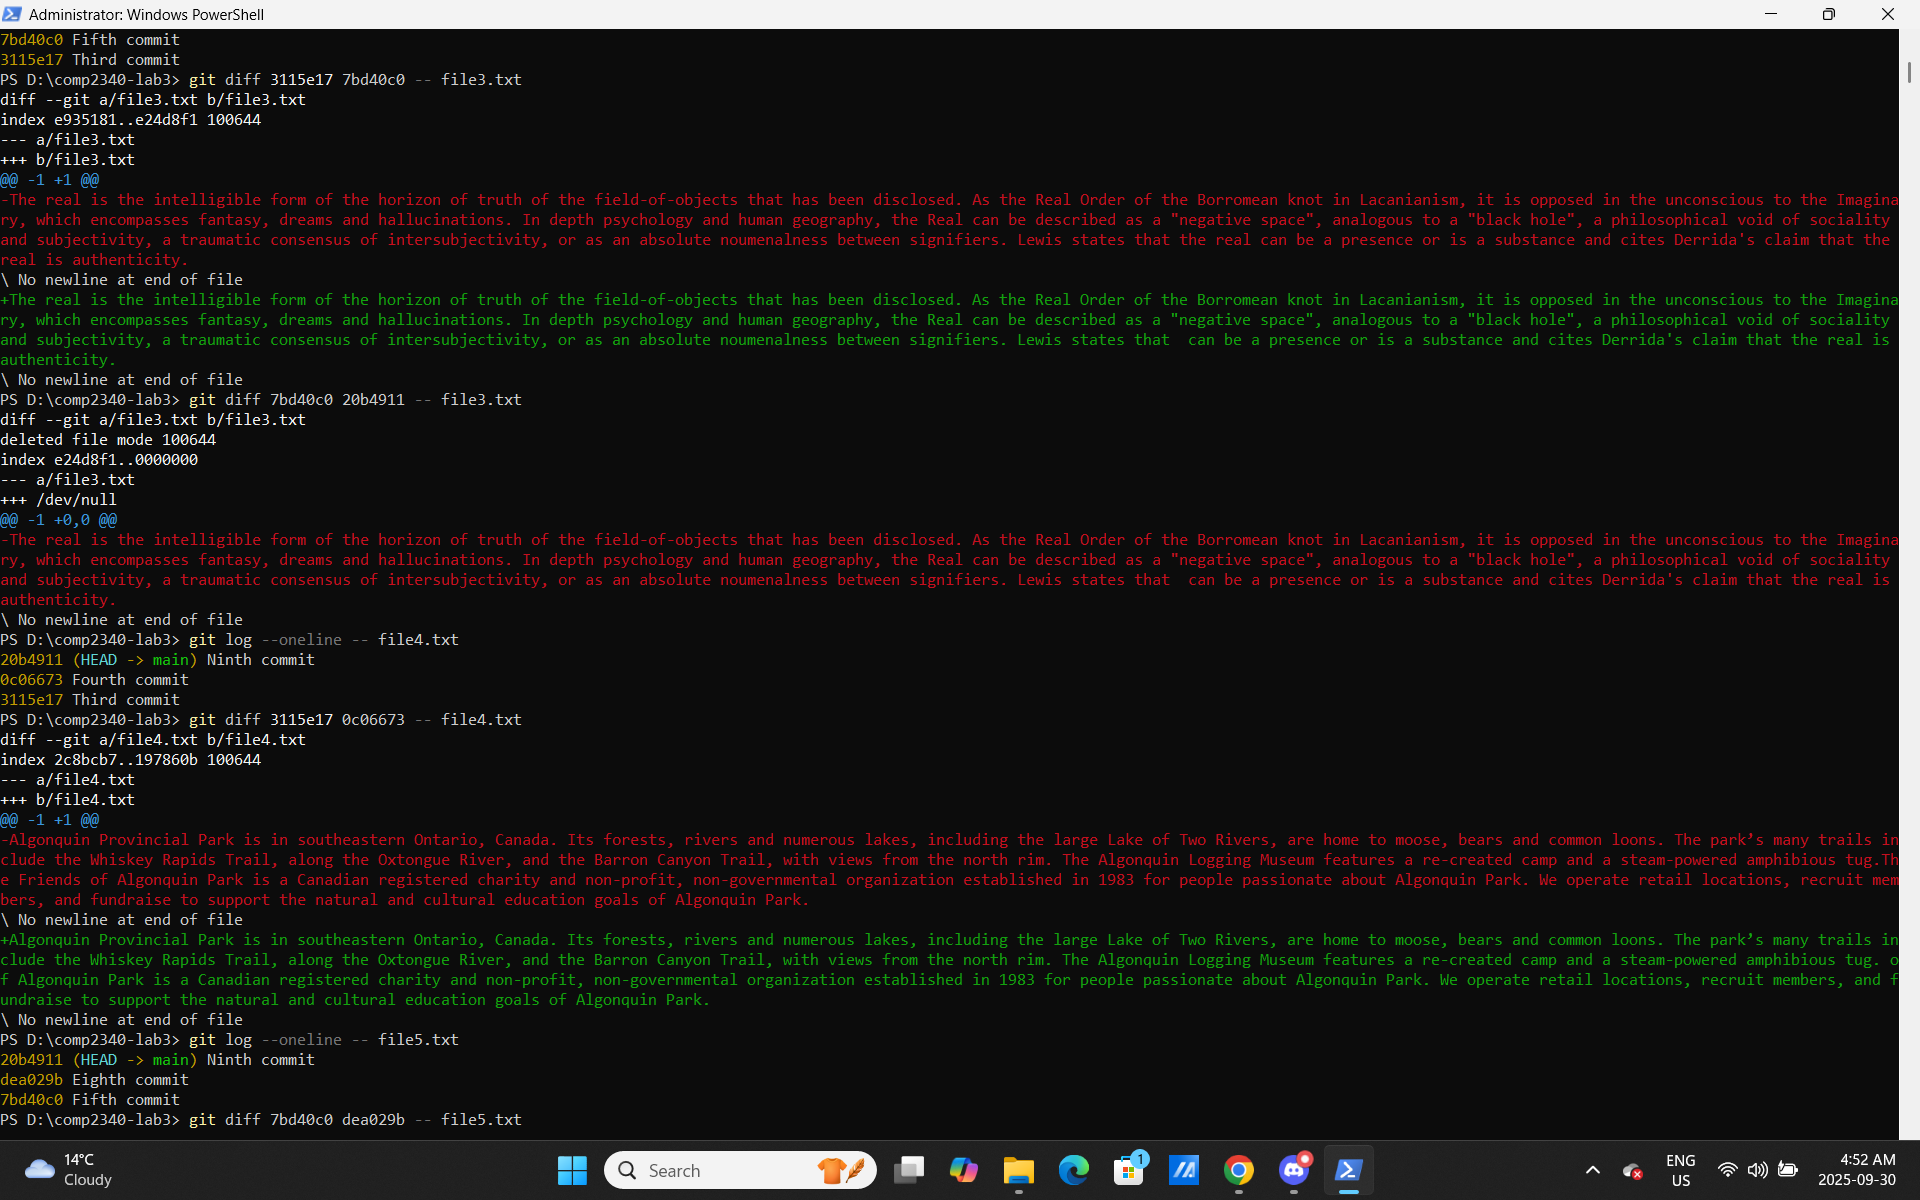 Administrator: Windows PowerShell
7bd40c0 Fifth commit
3115e17 Third commit
PS D:\comp2340-lab3> git diff 3115e17 7bd40c0 -- file3.txt
diff --git a/file3.txt b/file3.txt
index e935181..e24d8f1 100644
--- a/file3.txt
+++ b/file3.txt
@@ -1 +1 @@
-The real is the intelligible form of the horizon of truth of the field-of-objects that has been disclosed. As the Real Order of the Borromean knot in Lacanianism, it is opposed in the unconscious to the Imagina
ry, which encompasses fantasy, dreams and hallucinations. In depth psychology and human geography, the Real can be described as a "negative space", analogous to a "black hole", a philosophical void of sociality
and subjectivity, a traumatic consensus of intersubjectivity, or as an absolute noumenalness between signifiers. Lewis states that the real can be a presence or is a substance and cites Derrida's claim that the
real is authenticity.
\ No newline at end of file
+The real is the intelligible form of the horizon of truth of the field-of-objects that has been disclosed. As the Real Order of the Borromean knot in Lacanianism, it is opposed in the unconscious to the Imagina
ry, which encompasses fantasy, dreams and hallucinations. In depth psychology and human geography, the Real can be described as a "negative space", analogous to a "black hole", a philosophical void of sociality
and subjectivity, a traumatic consensus of intersubjectivity, or as an absolute noumenalness between signifiers. Lewis states that  can be a presence or is a substance and cites Derrida's claim that the real is
authenticity.
\ No newline at end of file
PS D:\comp2340-lab3> git diff 7bd40c0 20b4911 -- file3.txt
diff --git a/file3.txt b/file3.txt
deleted file mode 100644
index e24d8f1..0000000
--- a/file3.txt
+++ /dev/null
@@ -1 +0,0 @@
-The real is the intelligible form of the horizon of truth of the field-of-objects that has been disclosed. As the Real Order of the Borromean knot in Lacanianism, it is opposed in the unconscious to the Imagina
ry, which encompasses fantasy, dreams and hallucinations. In depth psychology and human geography, the Real can be described as a "negative space", analogous to a "black hole", a philosophical void of sociality
and subjectivity, a traumatic consensus of intersubjectivity, or as an absolute noumenalness between signifiers. Lewis states that  can be a presence or is a substance and cites Derrida's claim that the real is
authenticity.
\ No newline at end of file
PS D:\comp2340-lab3> git log --oneline -- file4.txt
20b4911 (HEAD -> main) Ninth commit
0c06673 Fourth commit
3115e17 Third commit
PS D:\comp2340-lab3> git diff 3115e17 0c06673 -- file4.txt
diff --git a/file4.txt b/file4.txt
index 2c8bcb7..197860b 100644
--- a/file4.txt
+++ b/file4.txt
@@ -1 +1 @@
-Algonquin Provincial Park is in southeastern Ontario, Canada. Its forests, rivers and numerous lakes, including the large Lake of Two Rivers, are home to moose, bears and common loons. The park’s many trails in
clude the Whiskey Rapids Trail, along the Oxtongue River, and the Barron Canyon Trail, with views from the north rim. The Algonquin Logging Museum features a re-created camp and a steam-powered amphibious tug.Th
e Friends of Algonquin Park is a Canadian registered charity and non-profit, non-governmental organization established in 1983 for people passionate about Algonquin Park. We operate retail locations, recruit mem
bers, and fundraise to support the natural and cultural education goals of Algonquin Park.
\ No newline at end of file
+Algonquin Provincial Park is in southeastern Ontario, Canada. Its forests, rivers and numerous lakes, including the large Lake of Two Rivers, are home to moose, bears and common loons. The park’s many trails in
clude the Whiskey Rapids Trail, along the Oxtongue River, and the Barron Canyon Trail, with views from the north rim. The Algonquin Logging Museum features a re-created camp and a steam-powered amphibious tug. o
f Algonquin Park is a Canadian registered charity and non-profit, non-governmental organization established in 1983 for people passionate about Algonquin Park. We operate retail locations, recruit members, and f
undraise to support the natural and cultural education goals of Algonquin Park.
\ No newline at end of file
PS D:\comp2340-lab3> git log --oneline -- file5.txt
20b4911 (HEAD -> main) Ninth commit
dea029b Eighth commit
7bd40c0 Fifth commit
PS D:\comp2340-lab3> git diff 7bd40c0 dea029b -- file5.txt
14°C
Cloudy
Search
1
ENG
US
4:52 AM
2025-09-30